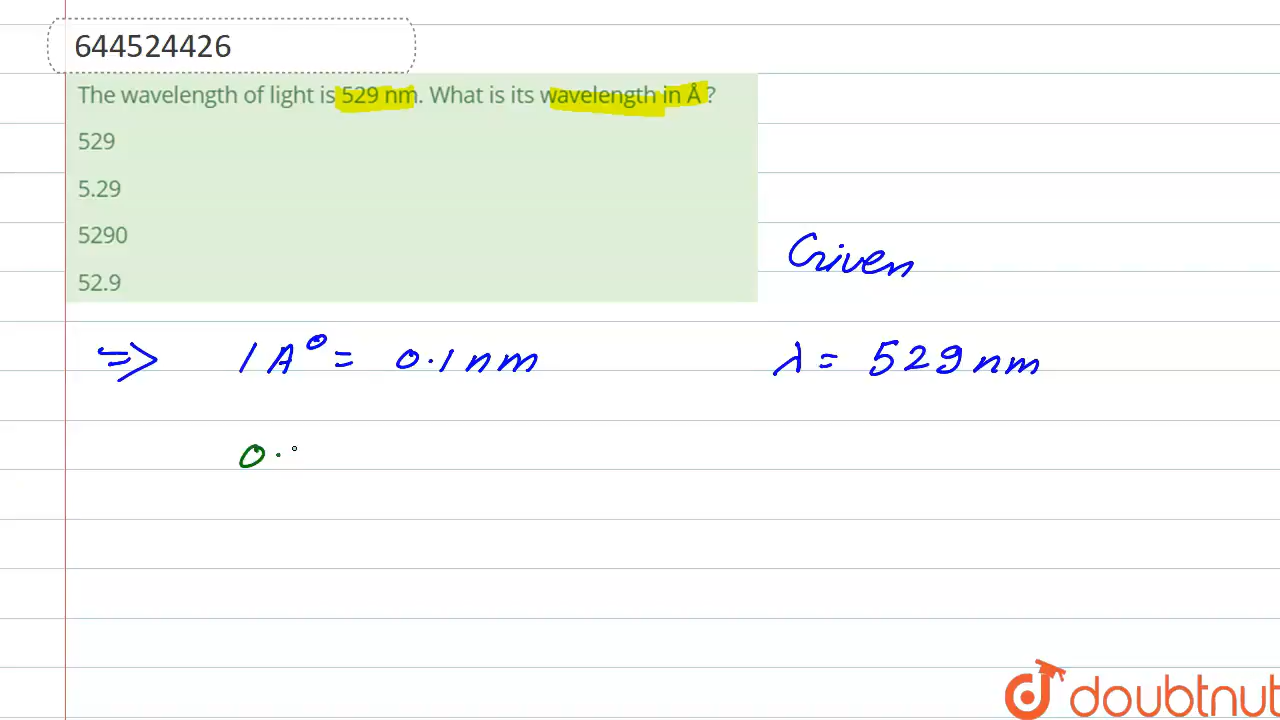 644524426
The wavelength of light is 529 nm. What is its wavelength in Å ?
529
5.29
5290
52.9
Given
=> 1 A⁰ = 0.1 nm
λ = 529 nm
0.
doubtnut